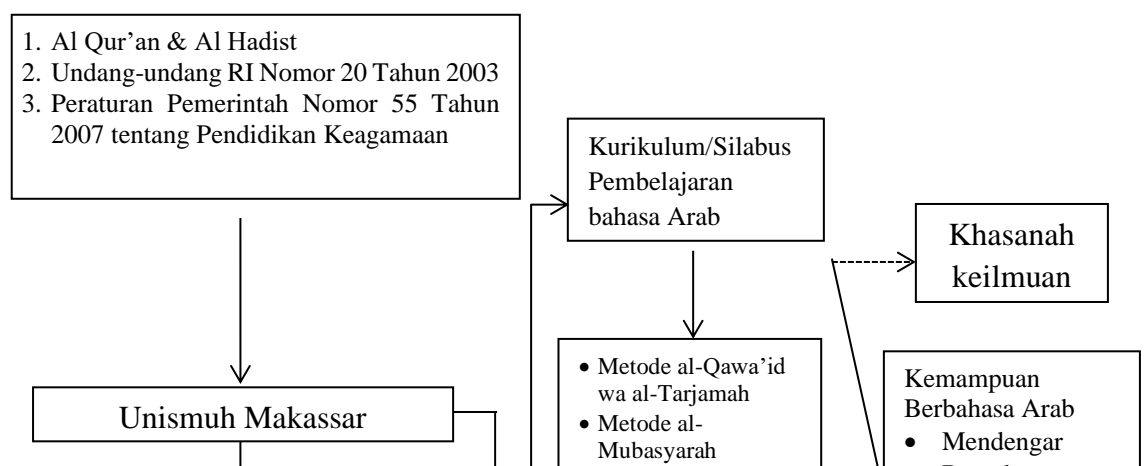 1. Al Qur’an & Al Hadist
2. Undang-undang RI Nomor 20 Tahun 2003
3. Peraturan Pemerintah Nomor 55 Tahun
2007 tentang Pendidikan Keagamaan
Kurikulum/Silabus
Pembelajaran
bahasa Arab
Khasanah
keilmuan
Unismuh Makassar
• Metode al-Qawa’id
wa al-Tarjamah
• Metode al-
Mubasyarah
Kemampuan
Berbahasa Arab
• Mendengar